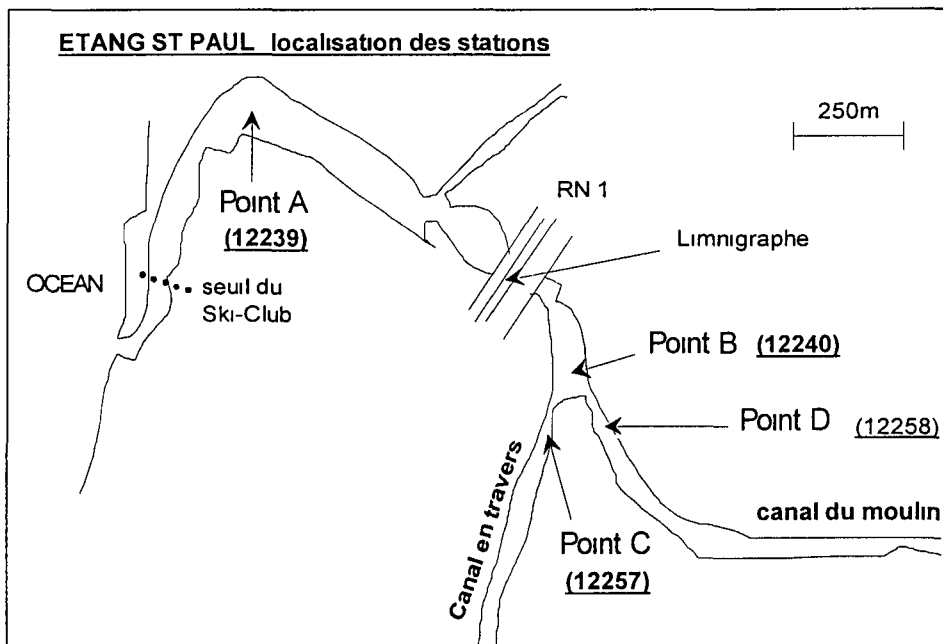 ETANG ST PAUL localisation des stations
250m
Point A
(12239)
RN 1
Limnigraphe
OCEAN
seuil du
Ski-Club
Point B (12240)
Point D (12258)
Canal en travers
canal du moulin
Point C
(12257)